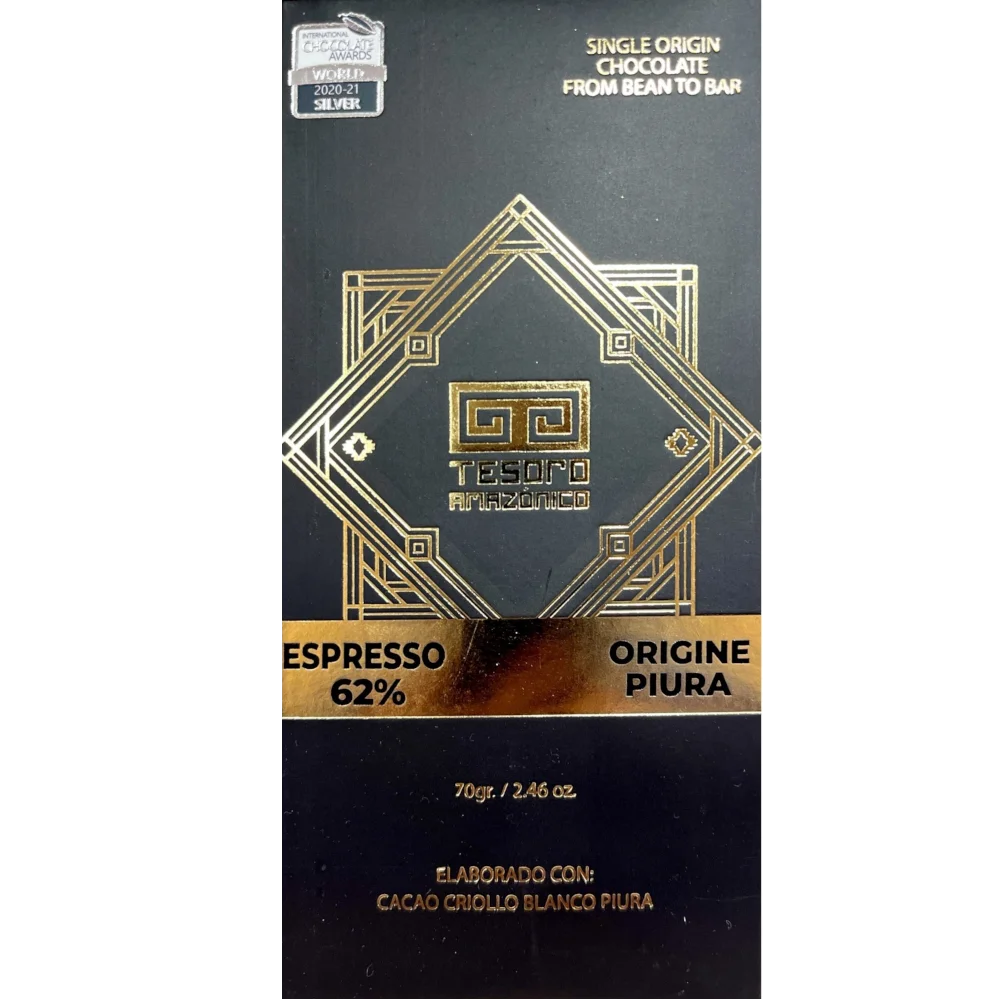 INTERNATIONAL
CHOCOLATE
AWARDS
WORLD
2020-21
SILVER
SINGLE ORIGIN
CHOCOLATE
FROM BEAN TO BAR
TESORO
AMAZÓNICO
ESPRESSO
62%
ORIGINE
PIURA
70gr. / 2.46 oz.
ELABORADO CON:
CACAO CRIOLLO BLANCO PIURA